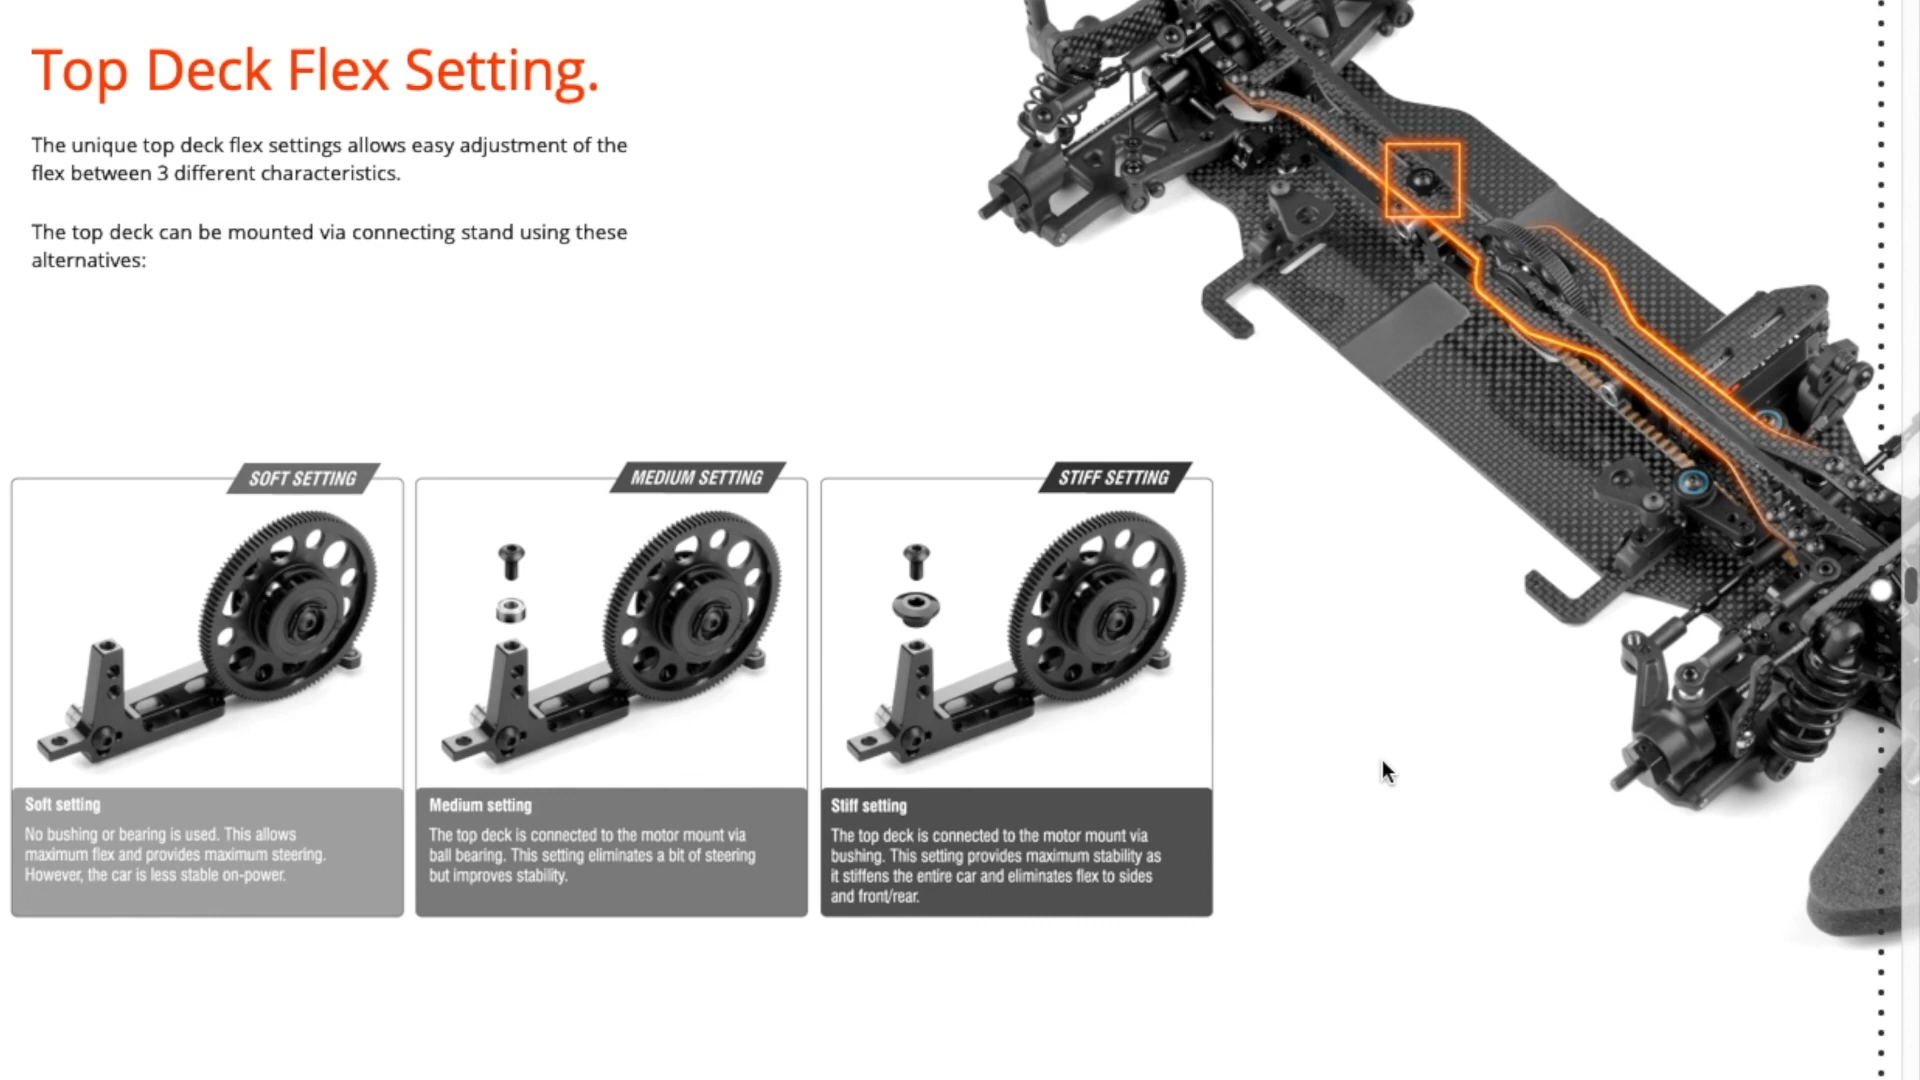 Top Deck Flex Setting.
The unique top deck flex settings allows easy adjustment of the
flex between 3 different characteristics.
The top deck can be mounted via connecting stand using these
alternatives:
SOFT SETTING
Soft setting
No bushing or bearing is used. This allows
maximum flex and provides maximum steering.
However, the car is less stable on-power.
MEDIUM SETTING
Medium setting
The top deck is connected to the motor mount via
ball bearing. This setting eliminates a bit of steering
but improves stability.
STIFF SETTING
Stiff setting
The top deck is connected to the motor mount via
bushing. This setting provides maximum stability as
it stiffens the entire car and eliminates flex to sides
and front/rear.